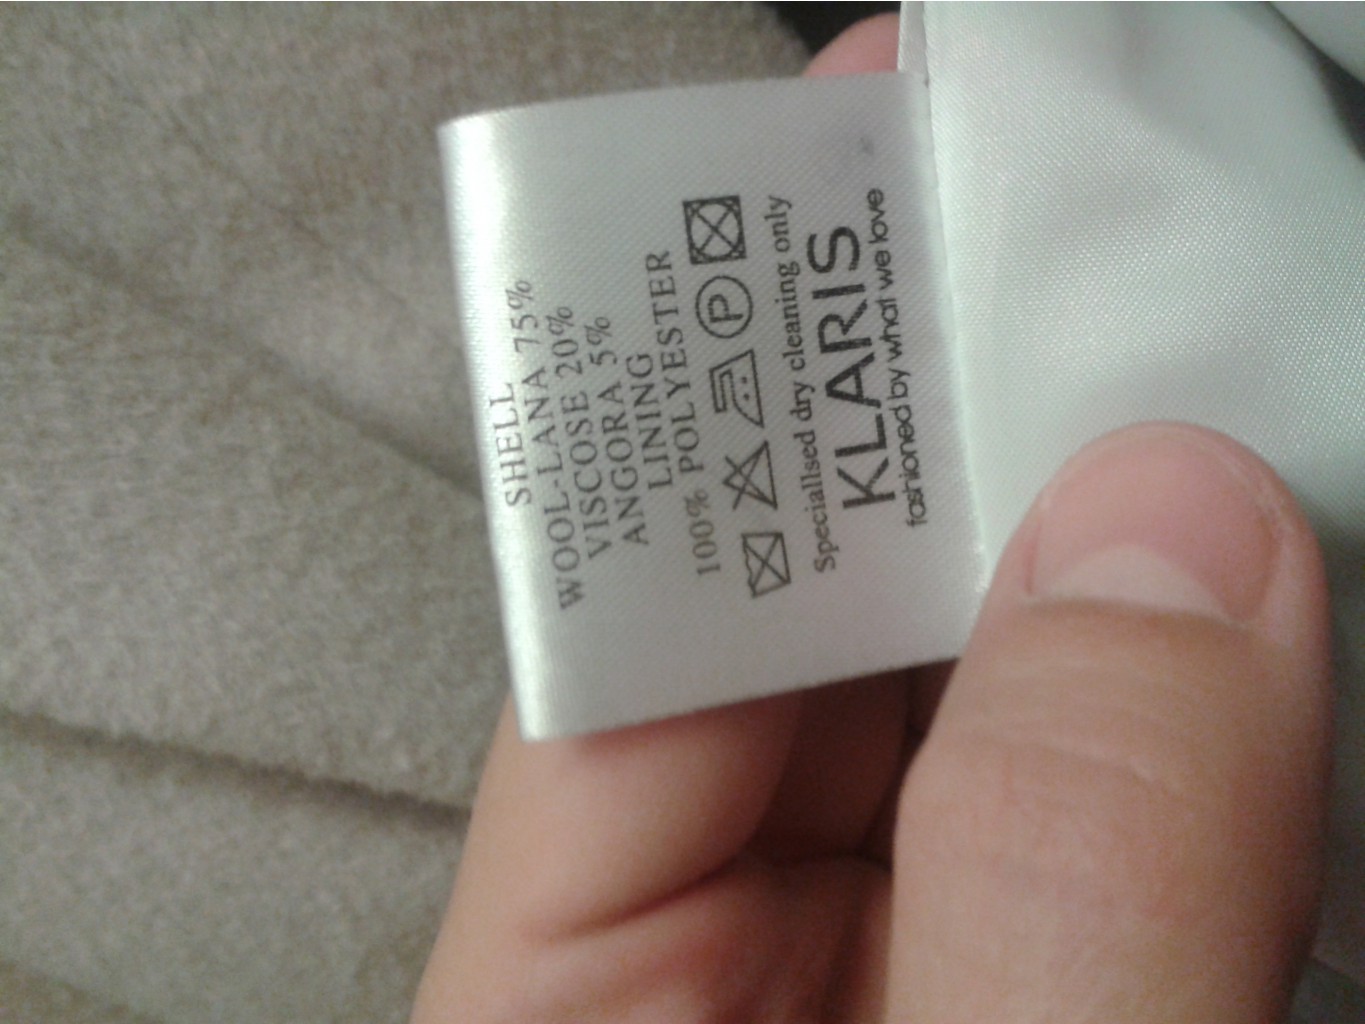 SHELL 75%
WOOL-LANA 20%
VISCOSE 5%
ANGORA
LINING
100% POLYESTER
P
Speciallsed dry cleaning only
KLARIS
fashioned by what we love